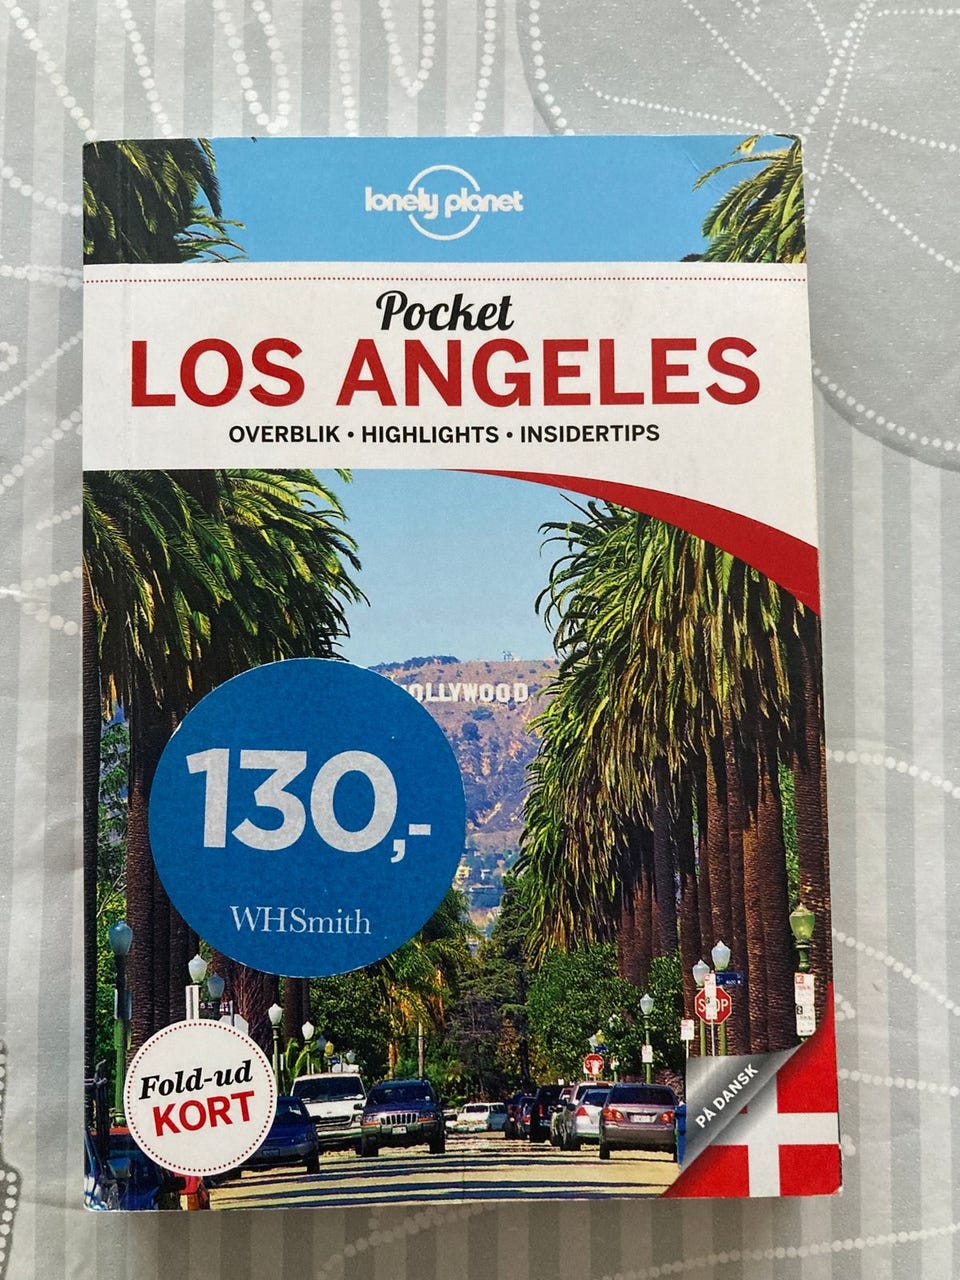 lonely planet
Pocket
LOS ANGELES
OVERBLIK • HIGHLIGHTS • INSIDERTIPS
OLLYWOOD
130,-
WHSmith
STOP
Fold-ud
KORT
PÅ DANSK